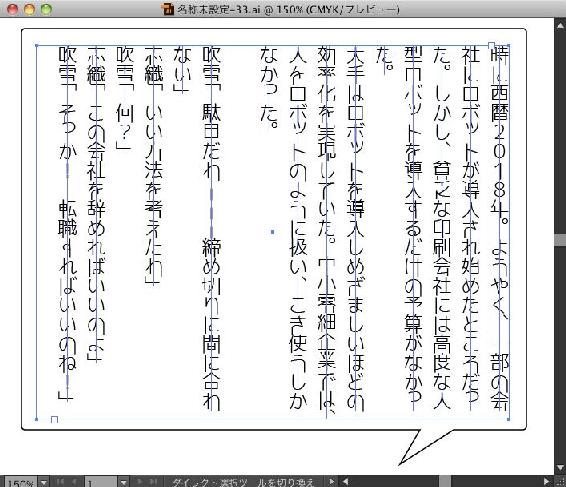 名称未設定-33.ai @ 150% (CMYK/プレビュー)
時に西暦２０１８年。ようやく、一部の会
社にロボットが導入され始めたところだっ
た。しかし、貧乏な印刷会社には高度な人
型ロボットを導入するだけの予算がなかっ
た。
大手はロボットを導入しめざましいほどの
効率化を実現していた。中小零細企業では、
人をロボットのように扱い、こき使うしか
なかった。
吹雪「駄目だわ――締め切りに間に合わ
ない」
志織「いい方法を考えたわ」
吹雪「何？」
志織「この会社を辞めればいいのよ」
吹雪「そっか――転職すればいいのね――」
150%
1
ダイレクト選択ツールを切り換え